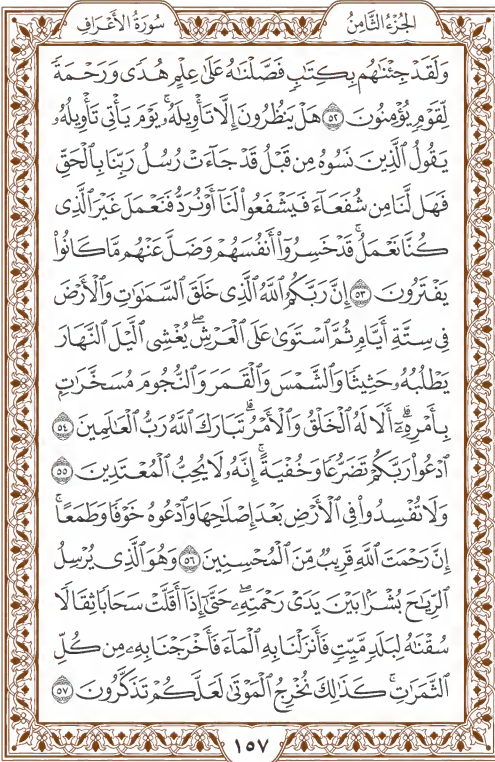 سُورَةُ الأَعْرَافِ
الجُزْءُ الثَّامِنُ
وَلَقَدْ جِئْنَٰهُم بِكِتَٰبٍ فَصَّلْنَٰهُ عَلَىٰ عِلْمٍ هُدًى وَرَحْمَةً
لِّقَوْمٍ يُؤْمِنُونَ ٥٢ هَلْ يَنظُرُونَ إِلَّا تَأْوِيلَهُۥ ۚ يَوْمَ يَأْتِى تَأْوِيلُهُۥ
يَقُولُ ٱلَّذِينَ نَسُوهُ مِن قَبْلُ قَدْ جَآءَتْ رُسُلُ رَبِّنَا بِٱلْحَقِّ
فَهَل لَّنَا مِن شُفَعَآءَ فَيَشْفَعُوا۟ لَنَآ أَوْ نُرَدُّ فَنَعْمَلَ غَيْرَ ٱلَّذِى
كُنَّا نَعْمَلُ ۚ قَدْ خَسِرُوٓا۟ أَنفُسَهُمْ وَضَلَّ عَنْهُم مَّا كَانُوا۟
يَفْتَرُونَ ٥٣ إِنَّ رَبَّكُمُ ٱللَّهُ ٱلَّذِى خَلَقَ ٱلسَّمَٰوَٰتِ وَٱلْأَرْضَ
فِى سِتَّةِ أَيَّامٍ ثُمَّ ٱسْتَوَىٰ عَلَى ٱلْعَرْشِ ۖ يُغْشِى ٱلَّيْلَ ٱلنَّهَارَ
يَطْلُبُهُۥ حَثِيثًا وَٱلشَّمْسَ وَٱلْقَمَرَ وَٱلنُّجُومَ مُسَخَّرَٰتٍۭ
بِأَمْرِهِۦٓ ۗ أَلَا لَهُ ٱلْخَلْقُ وَٱلْأَمْرُ ۗ تَبَارَكَ ٱللَّهُ رَبُّ ٱلْعَٰلَمِينَ ٥٤
ٱدْعُوا۟ رَبَّكُمْ تَضَرُّعًا وَخُفْيَةً ۚ إِنَّهُۥ لَا يُحِبُّ ٱلْمُعْتَدِينَ ٥٥
وَلَا تُفْسِدُوا۟ فِى ٱلْأَرْضِ بَعْدَ إِصْلَٰحِهَا وَٱدْعُوهُ خَوْفًا وَطَمَعًا ۚ
إِنَّ رَحْمَتَ ٱللَّهِ قَرِيبٌ مِّنَ ٱلْمُحْسِنِينَ ٥٦ وَهُوَ ٱلَّذِى يُرْسِلُ
ٱلرِّيَٰحَ بُشْرًۢا بَيْنَ يَدَىْ رَحْمَتِهِۦ ۖ حَتَّىٰٓ إِذَآ أَقَلَّتْ سَحَابًا ثِقَالًا
سُقْنَٰهُ لِبَلَدٍ مَّيِّتٍ فَأَنزَلْنَا بِهِ ٱلْمَآءَ فَأَخْرَجْنَا بِهِۦ مِن كُلِّ
ٱلثَّمَرَٰتِ ۚ كَذَٰلِكَ نُخْرِجُ ٱلْمَوْتَىٰ لَعَلَّكُمْ تَذَكَّرُونَ ٥٧
١٥٧